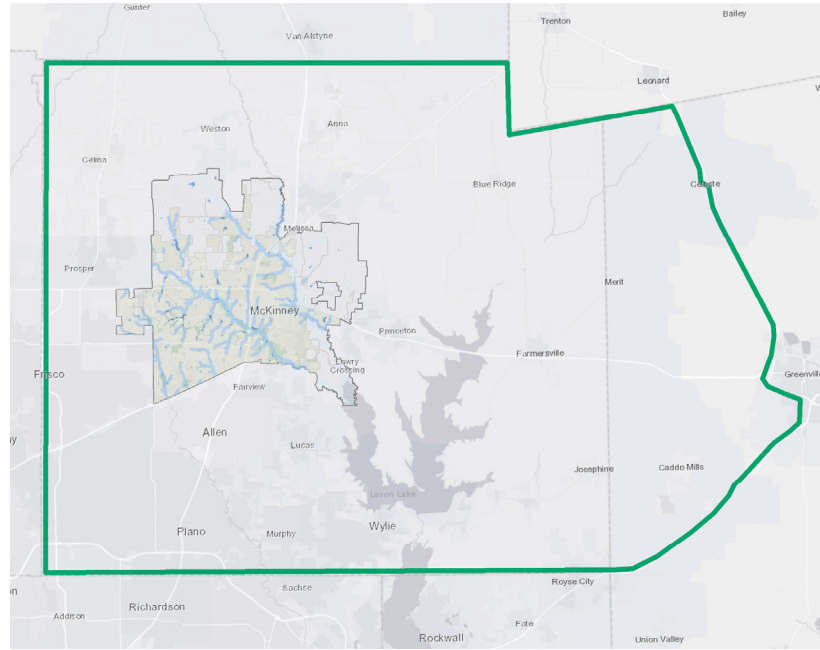 Gunter
Bailey
Trenton
Van Alstyne
Leonard
Anna
Weston
Celina
Blue Ridge
Celeste
Melissa
Prosper
Merit
McKinney
Princeton
Farmersville
Lowry
Crossing
Frisco
Greenville
Fairview
Allen
Lucas
Josephine
Caddo Mills
Lavon Lake
Wylie
Plano
Murphy
Royse City
Sachse
Richardson
Addison
Fate
Rockwall
Union Valley